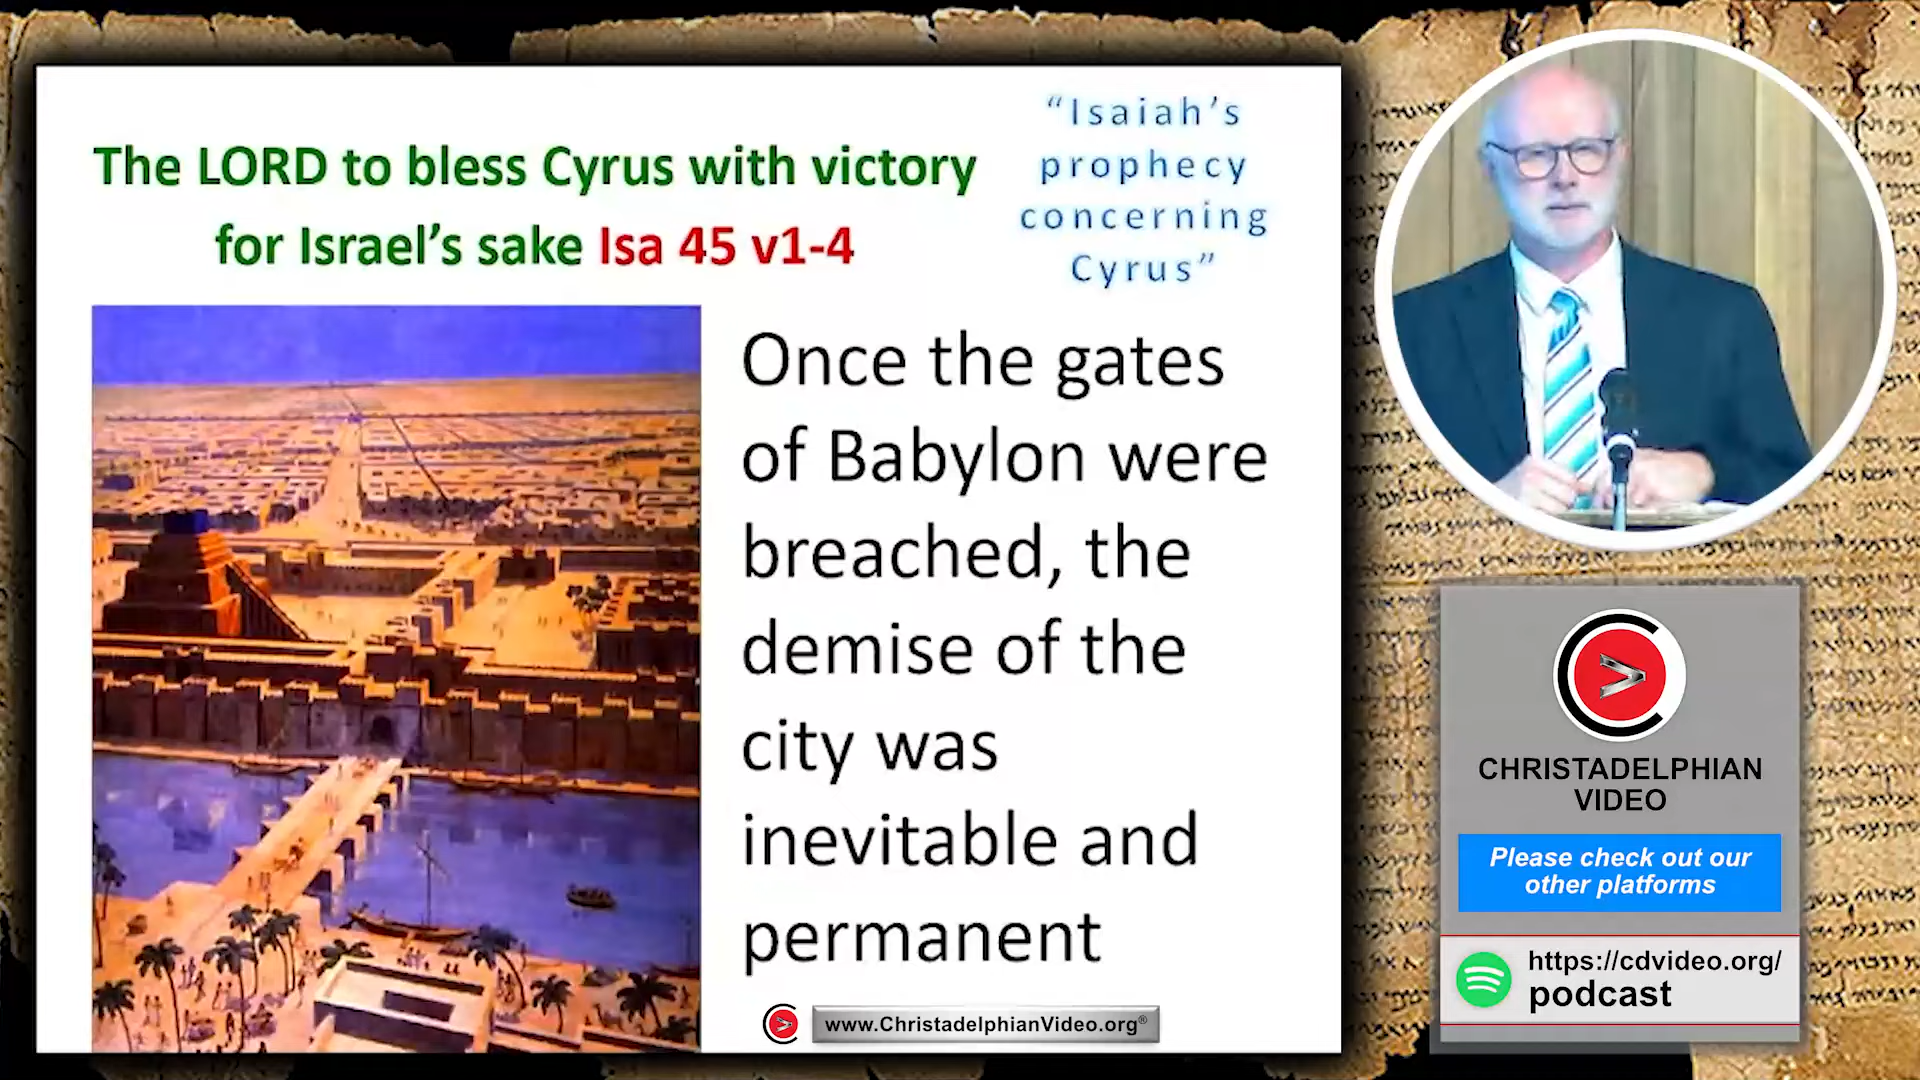 The LORD to bless Cyrus with victory
for Israel's sake Isa 45 v1-4
“Isaiah’s
prophecy
concerning
Cyrus”
Once the gates
of Babylon were
breached, the
demise of the
city was
inevitable and
permanent
www.ChristadelphianVideo.org®
CHRISTADELPHIAN
VIDEO
Please check out our
other platforms
https://cdvideo.org/
podcast